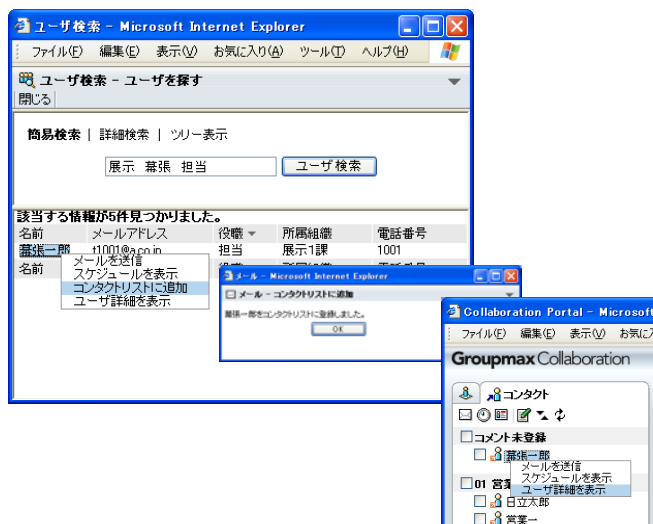 ユーザ検索 - Microsoft Internet Explorer
ファイル(F) 編集(E) 表示(V) お気に入り(A) ツール(T) ヘルプ(H)
ユーザ検索 - ユーザを探す
閉じる
簡易検索 | 詳細検索 | ツリー表示
展示 幕張 担当 ユーザ検索
該当する情報が5件見つかりました。
名前 メールアドレス 役職 所属組織 電話番号
幕張一郎 t1001@a.co.jp 担当 展示1課 1001
名前
メールを送信
スケジュールを表示
コンタクトリストに追加
ユーザ詳細を表示
メール - Microsoft Internet Explorer
メール - コンタクトリストに追加
幕張一郎をコンタクトリストに登録しました。
OK
Collaboration Portal - Microsoft
ファイル(F) 編集(E) 表示(V) お気に
Groupmax Collaboration
コンタクト
コメント未登録
幕張一郎
メールを送信
スケジュールを表示
ユーザ詳細を表示
01 営業
日立太郎
営業一